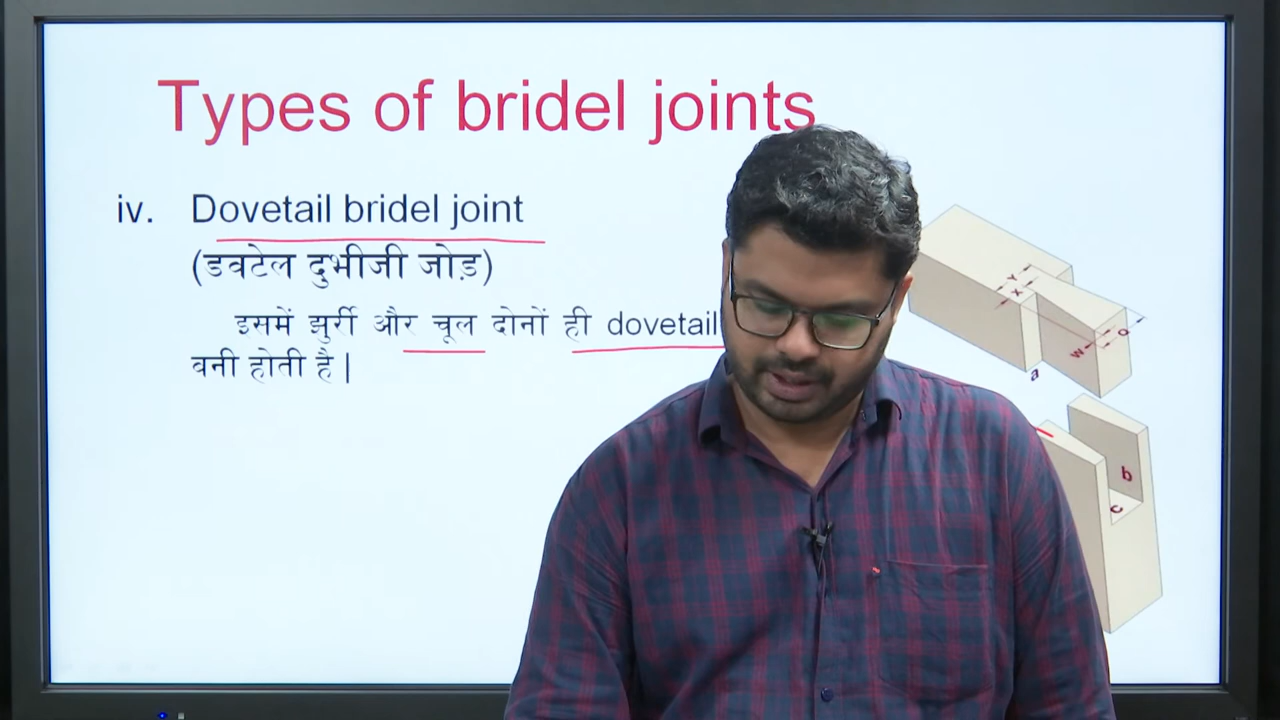 Types of bridel joints
iv. Dovetail bridel joint
(डवटेल दुभीजी जोड़)
इसमें झुर्री और चूल दोनों ही dovetail
बनी होती है |
Y
X
W
O
a
b
c